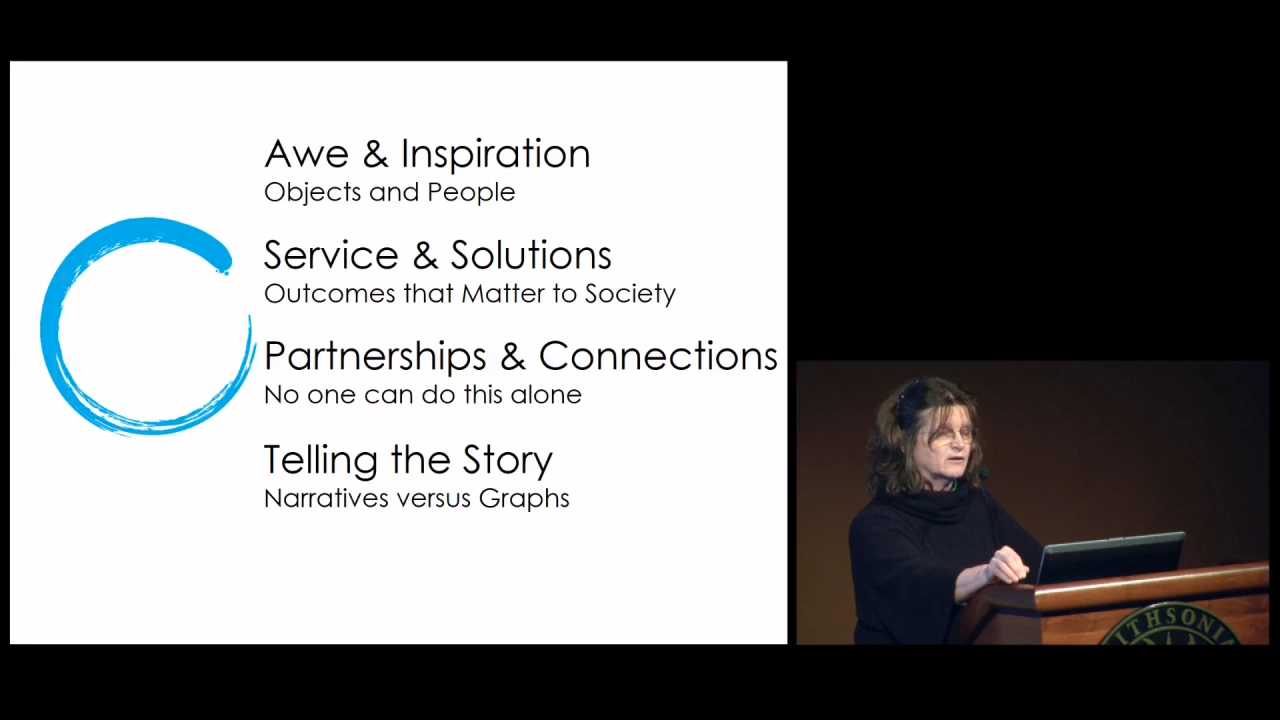 Awe & Inspiration
Objects and People
Service & Solutions
Outcomes that Matter to Society
Partnerships & Connections
No one can do this alone
Telling the Story
Narratives versus Graphs
ITHSONI